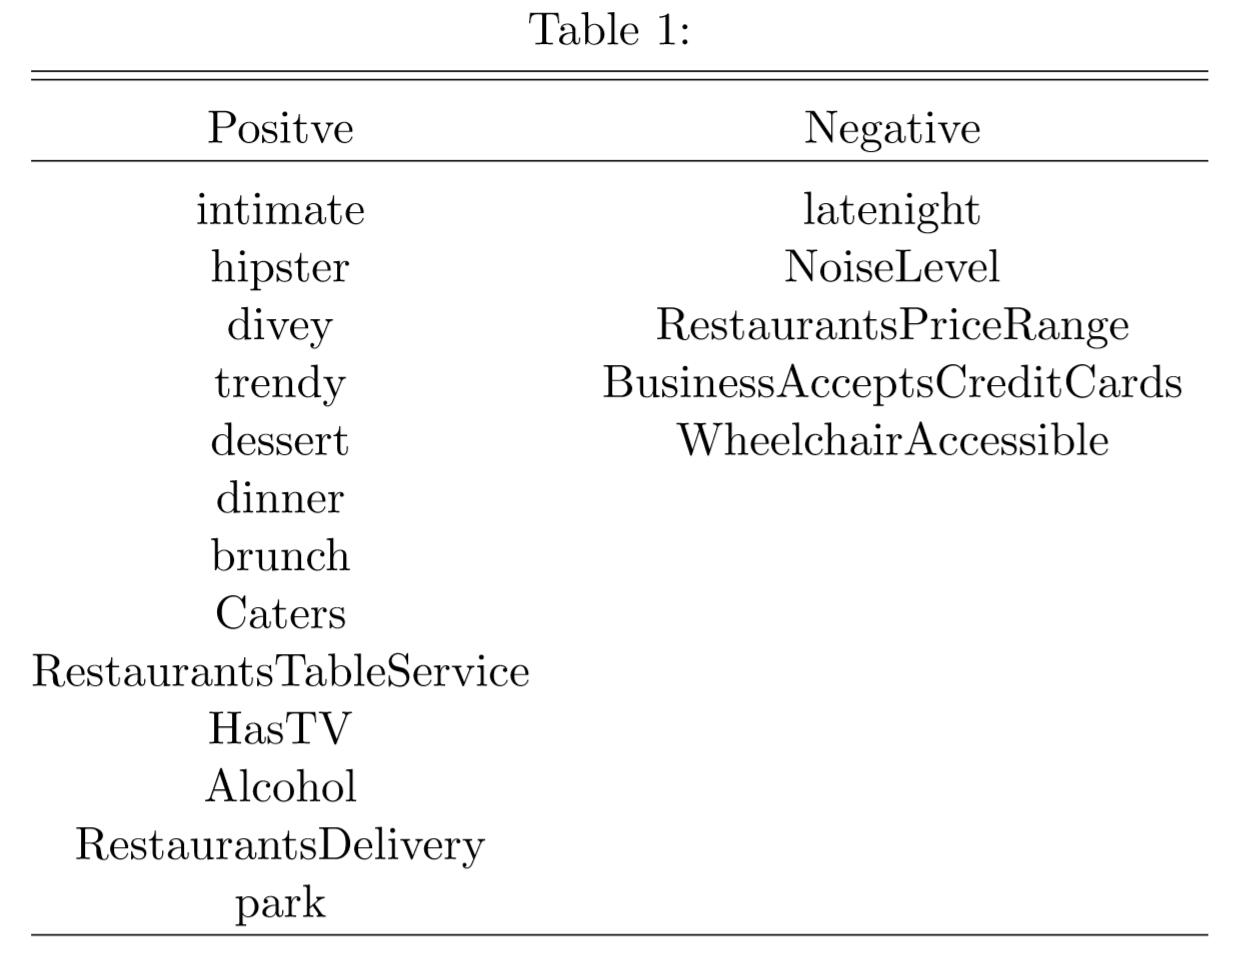 Table 1:
Positve Negative
intimate latenight
hipster NoiseLevel
divey RestaurantsPriceRange
trendy BusinessAcceptsCreditCards
dessert WheelchairAccessible
dinner
brunch
Caters
RestaurantsTableService
HasTV
Alcohol
RestaurantsDelivery
park